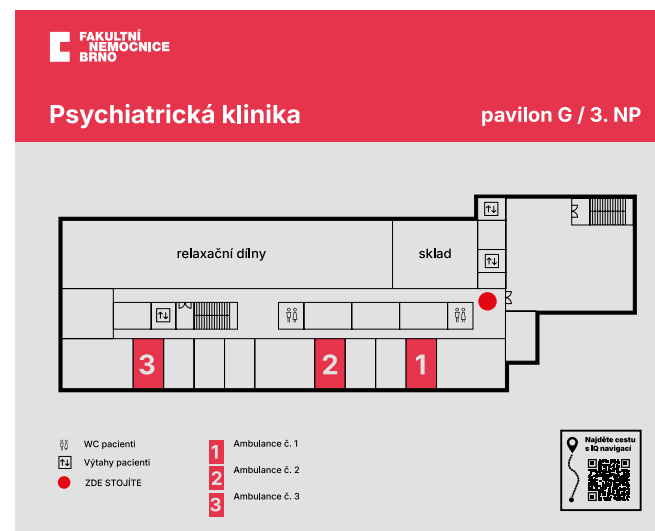 FAKULTNÍ
NEMOCNICE
BRNO
Psychiatrická klinika
pavilon G / 3. NP
relaxační dílny
sklad
3
2
1
WC pacienti
Výtahy pacienti
ZDE STOJÍTE
1 Ambulance č. 1
2 Ambulance č. 2
3 Ambulance č. 3
Najděte cestu
s IQ navigací